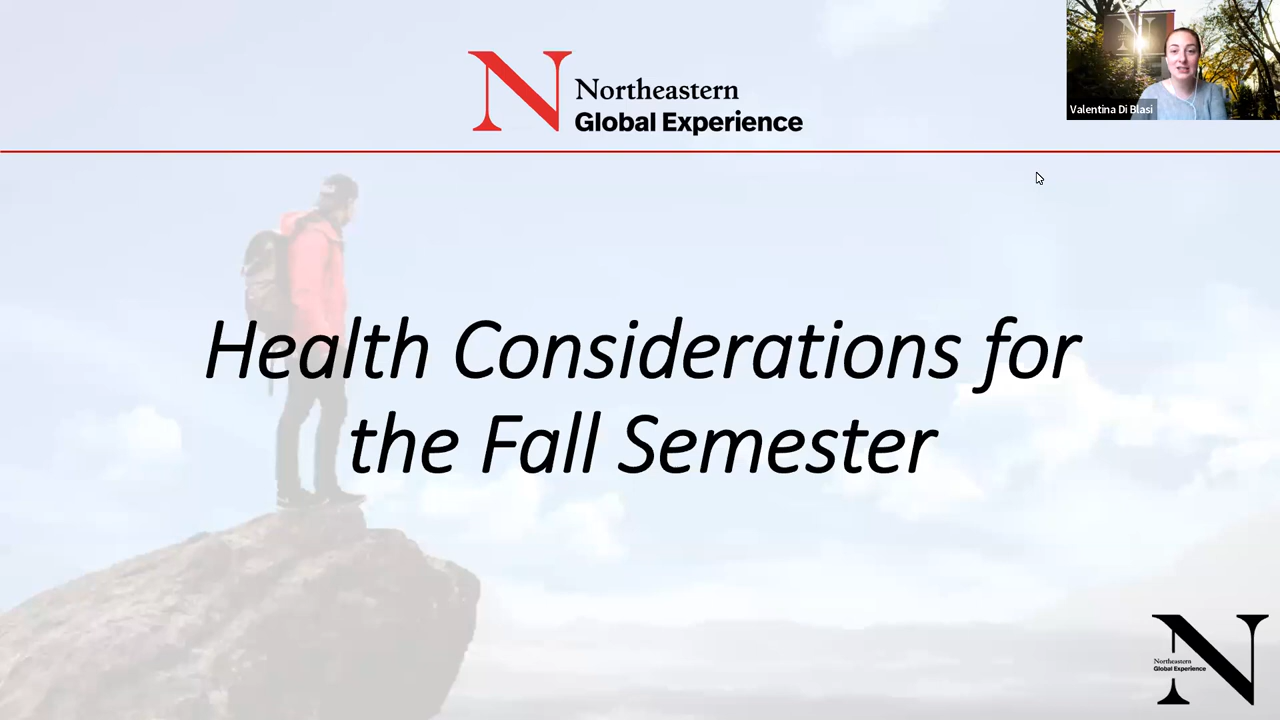 Northeastern
Global Experience
Valentina Di Blasi
Health Considerations for
the Fall Semester
Northeastern
Global Experience